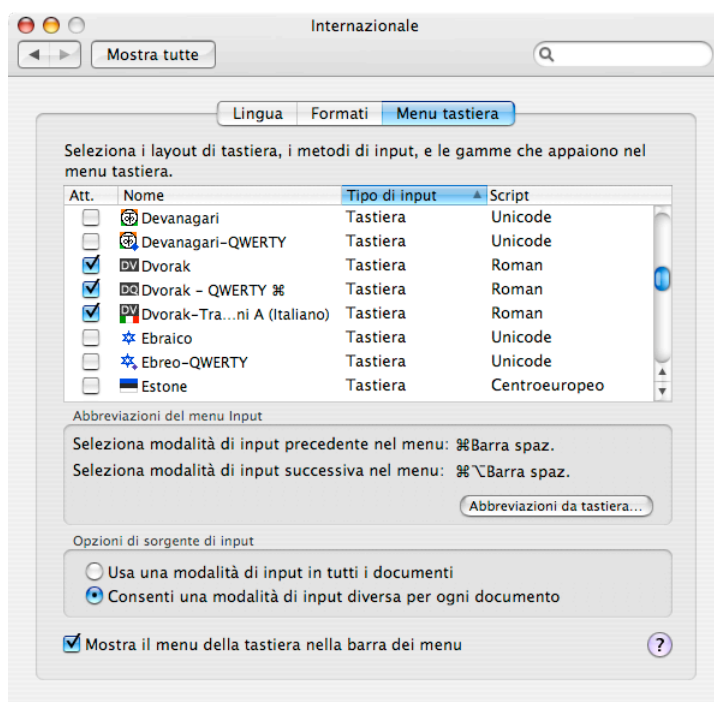 Internazionale
Mostra tutte
Lingua Formati Menu tastiera
Seleziona i layout di tastiera, i metodi di input, e le gamme che appaiono nel
menu tastiera.
Att. Nome Tipo di input Script
Devanagari Tastiera Unicode
Devanagari-QWERTY Tastiera Unicode
DV Dvorak Tastiera Roman
DQ Dvorak - QWERTY ⌘ Tastiera Roman
DV Dvorak-Tra...ni A (Italiano) Tastiera Roman
Ebraico Tastiera Unicode
Ebreo-QWERTY Tastiera Unicode
Estone Tastiera Centroeuropeo
Abbreviazioni del menu Input
Seleziona modalità di input precedente nel menu: ⌘Barra spaz.
Seleziona modalità di input successiva nel menu: ⌘⌥Barra spaz.
Abbreviazioni da tastiera...
Opzioni di sorgente di input
Usa una modalità di input in tutti i documenti
Consenti una modalità di input diversa per ogni documento
Mostra il menu della tastiera nella barra dei menu ?